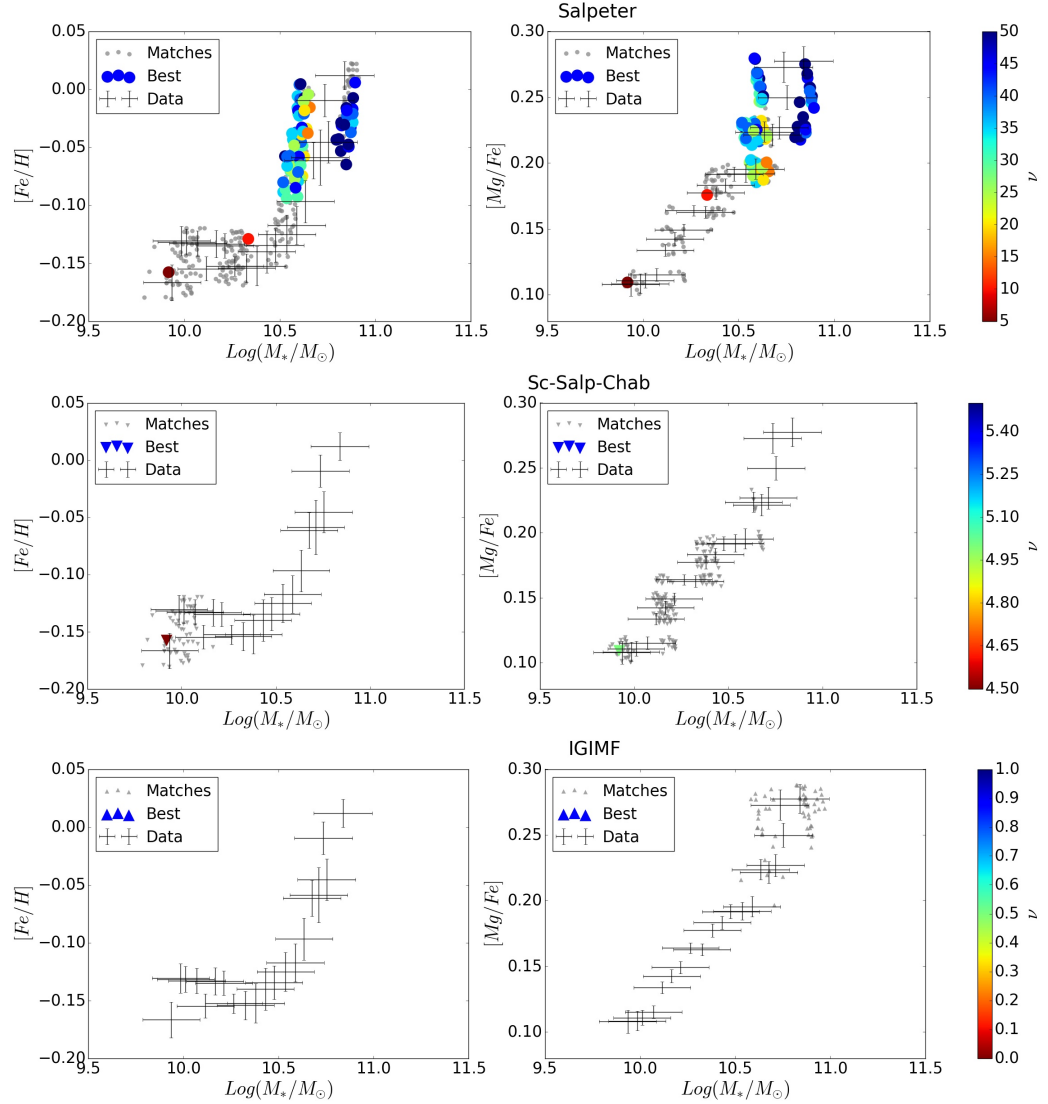 Salpeter
0.05
0.00
−0.05
−0.10
−0.15
−0.20
[Fe/H]
Matches
Best
Data
9.5
10.0
10.5
11.0
11.5
Log(M*/M⊙)
0.30
0.25
0.20
0.15
0.10
[Mg/Fe]
Matches
Best
Data
9.5
10.0
10.5
11.0
11.5
Log(M*/M⊙)
50
45
40
35
30
25
20
15
10
5
ν
Sc-Salp-Chab
0.05
0.00
−0.05
−0.10
−0.15
−0.20
[Fe/H]
Matches
Best
Data
9.5
10.0
10.5
11.0
11.5
Log(M*/M⊙)
0.30
0.25
0.20
0.15
0.10
[Mg/Fe]
Matches
Best
Data
9.5
10.0
10.5
11.0
11.5
Log(M*/M⊙)
5.40
5.25
5.10
4.95
4.80
4.65
4.50
ν
IGIMF
0.05
0.00
−0.05
−0.10
−0.15
−0.20
[Fe/H]
Matches
Best
Data
9.5
10.0
10.5
11.0
11.5
Log(M*/M⊙)
0.30
0.25
0.20
0.15
0.10
[Mg/Fe]
Matches
Best
Data
9.5
10.0
10.5
11.0
11.5
Log(M*/M⊙)
1.0
0.9
0.8
0.7
0.6
0.5
0.4
0.3
0.2
0.1
0.0
ν